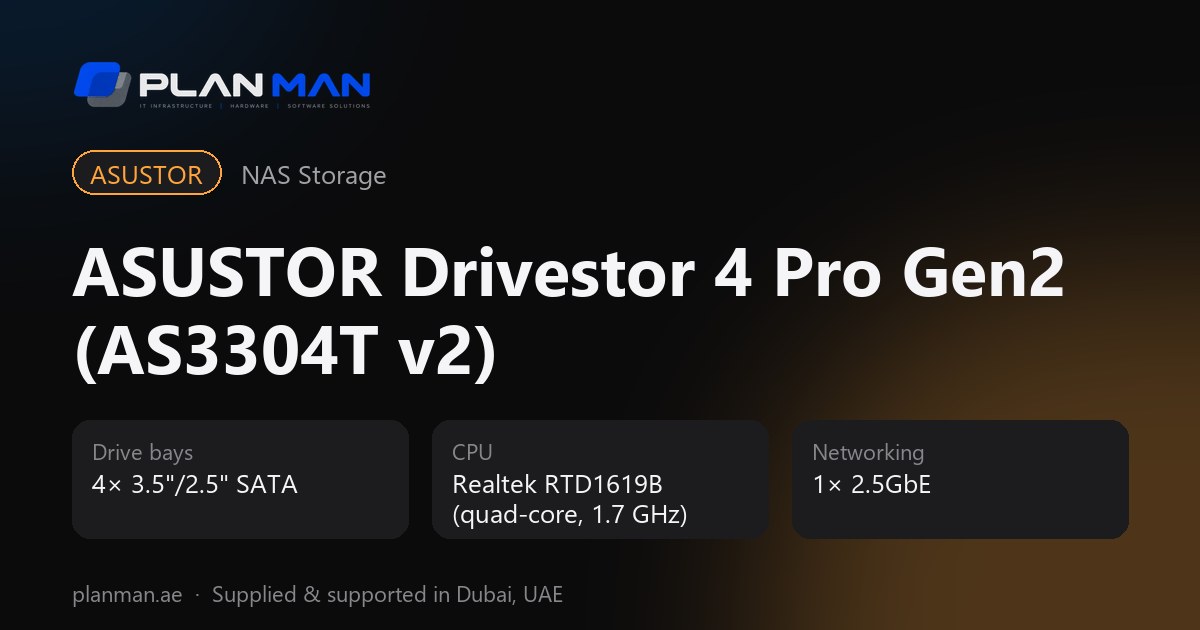 PLAN MAN
IT INFRASTRUCTURE | HARDWARE | SOFTWARE SOLUTIONS
ASUSTOR NAS Storage
ASUSTOR Drivestor 4 Pro Gen2
(AS3304T v2)
Drive bays
4× 3.5"/2.5" SATA
CPU
Realtek RTD1619B
(quad-core, 1.7 GHz)
Networking
1× 2.5GbE
planman.ae · Supplied & supported in Dubai, UAE